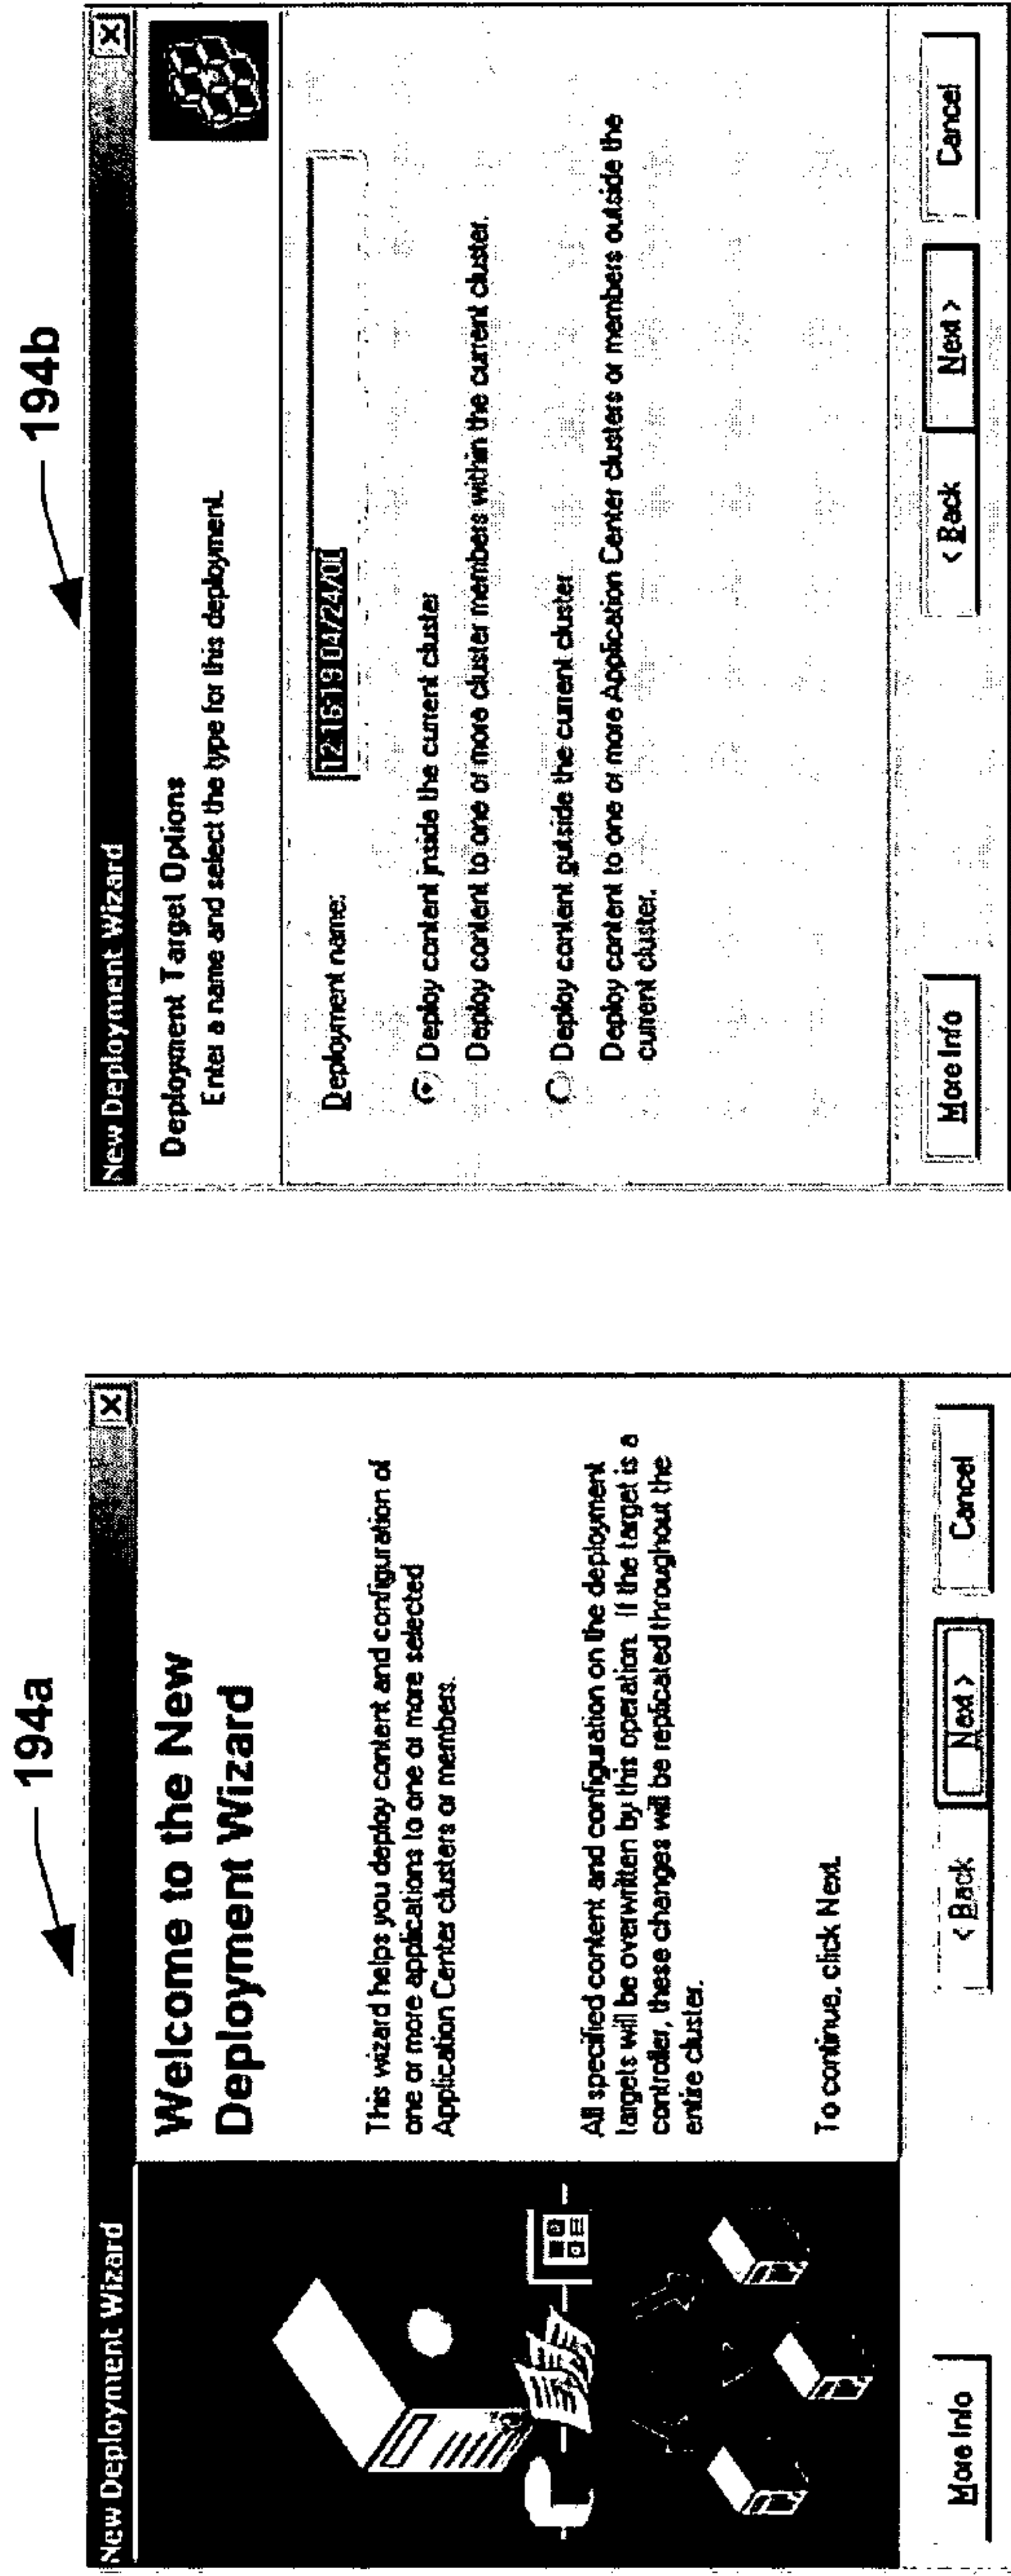 194a
New Deployment Wizard
Welcome to the New
Deployment Wizard
This wizard helps you deploy content and configuration of
one or more applications to one or more selected
Application Center clusters or members.
All specified content and configuration on the deployment
targets will be overwritten by this operation. If the target is a
controller, these changes will be replicated throughout the
entire cluster.
To continue, click Next.
More Info
< Back
Next >
Cancel
194b
New Deployment Wizard
Deployment Target Options
Enter a name and select the type for this deployment.
Deployment name:
12:16:19 04/24/01
Deploy content inside the current cluster
Deploy content to one or more cluster members within the current cluster.
Deploy content outside the current cluster
Deploy content to one or more Application Center clusters or members outside the
current cluster.
More Info
< Back
Next >
Cancel